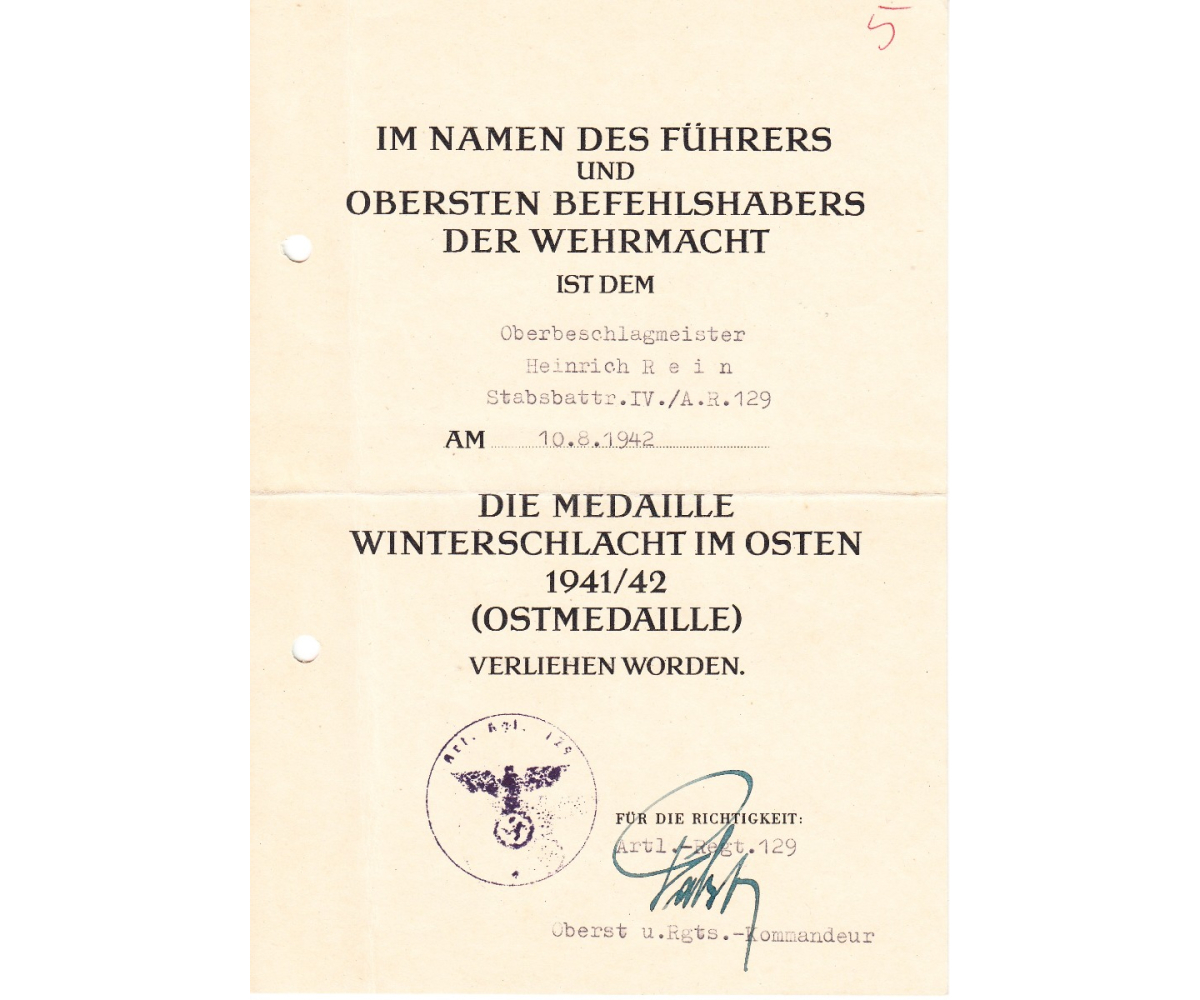 5
IM NAMEN DES FÜHRERS
UND
OBERSTEN BEFEHLSHABERS
DER WEHRMACHT
IST DEM
Oberbeschlagmeister
Heinrich R e i n
Stabsbattr.IV./A.R.129
AM 10.8.1942
DIE MEDAILLE
WINTERSCHLACHT IM OSTEN
1941/42
(OSTMEDAILLE)
VERLIEHEN WORDEN.
Art. Rgt. 129
FÜR DIE RICHTIGKEIT:
Artl.-Regt.129
Oberst u.Rgts.-Kommandeur